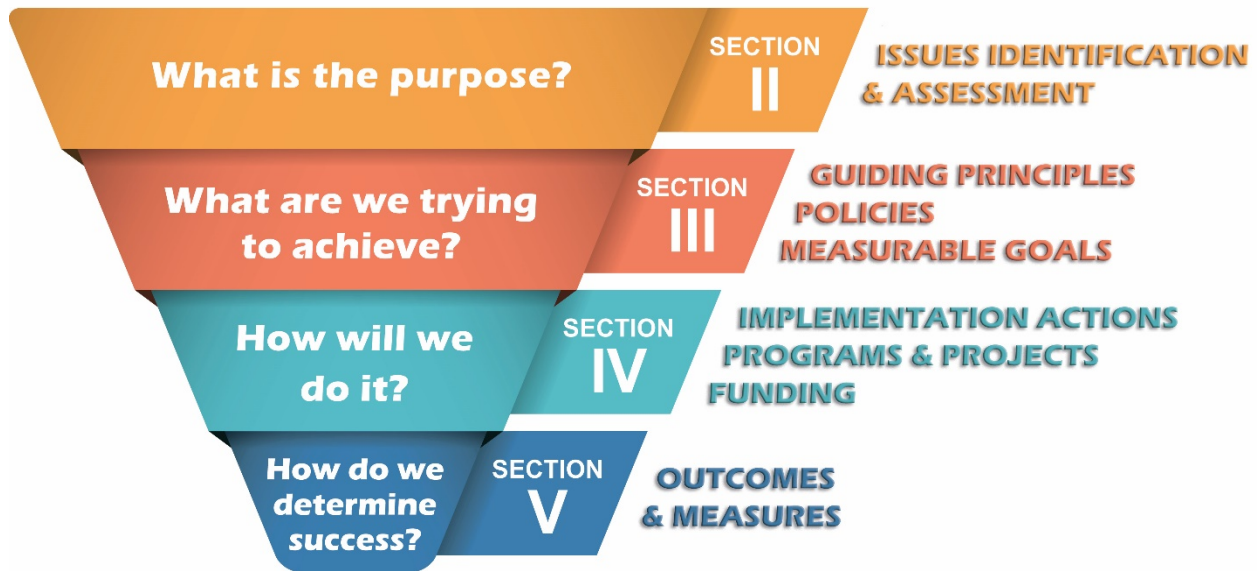 What is the purpose?
SECTION
II
ISSUES IDENTIFICATION
& ASSESSMENT
What are we trying
to achieve?
SECTION
III
GUIDING PRINCIPLES
POLICIES
MEASURABLE GOALS
How will we
do it?
SECTION
IV
IMPLEMENTATION ACTIONS
PROGRAMS & PROJECTS
FUNDING
How do we
determine
success?
SECTION
V
OUTCOMES
& MEASURES